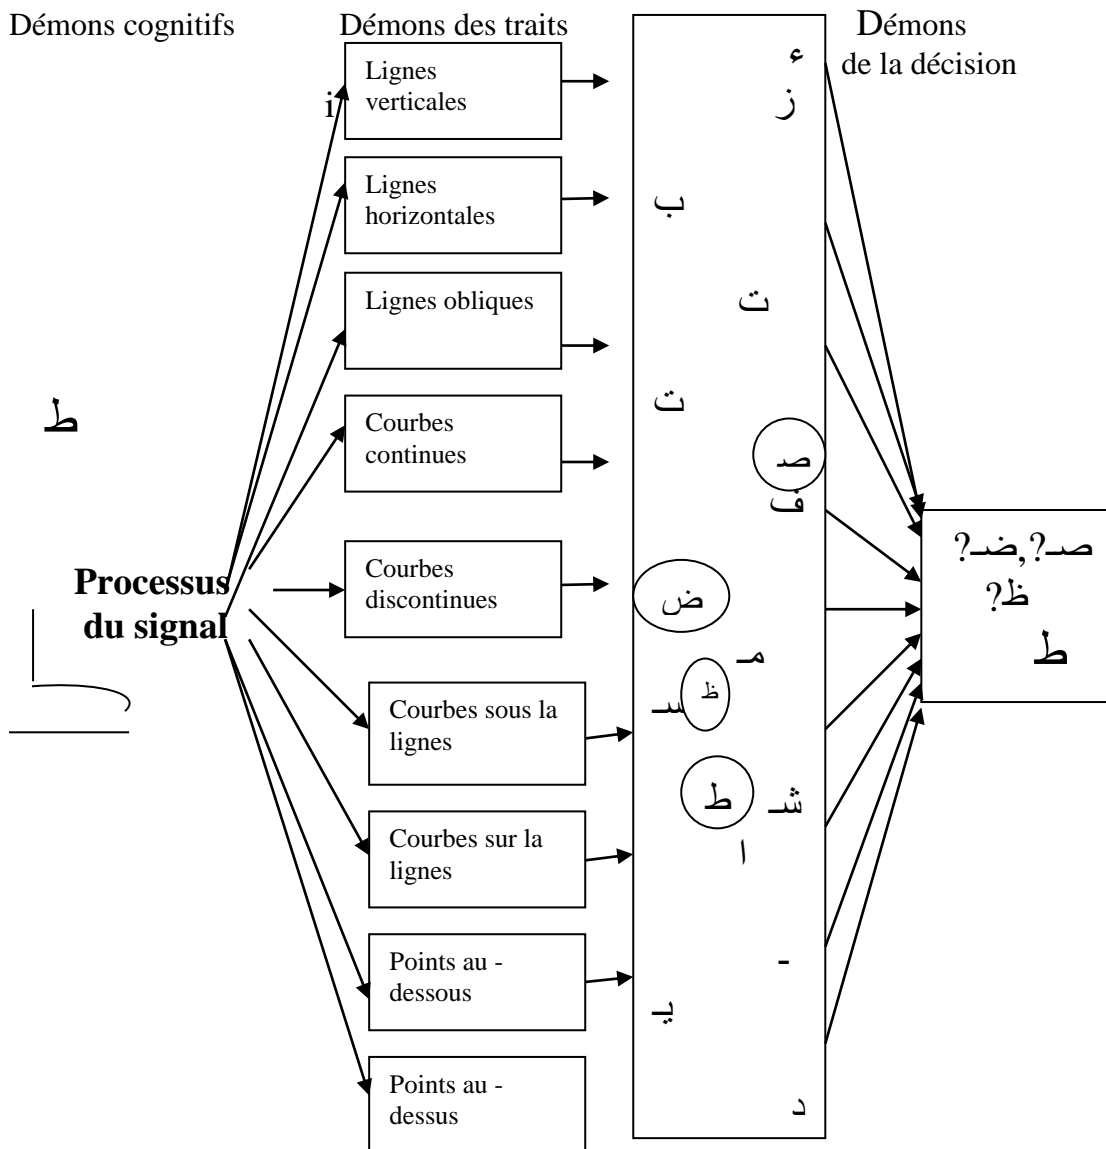 Démons cognitifs
Démons des traits
Démons
de la décision
i
Lignes
verticales
Lignes
horizontales
Lignes obliques
Courbes
continues
Courbes
discontinues
Courbes sous la
lignes
Courbes sur la
lignes
Points au -
dessous
Points au -
dessus
ط
Processus
du signal
ء
ز
ب
ت
ت
صـ
ف
ض
مـ
سـ
ظ
ط
شـ
ا
-
يـ
د
صـ?,ضـ?
ظ?
ط